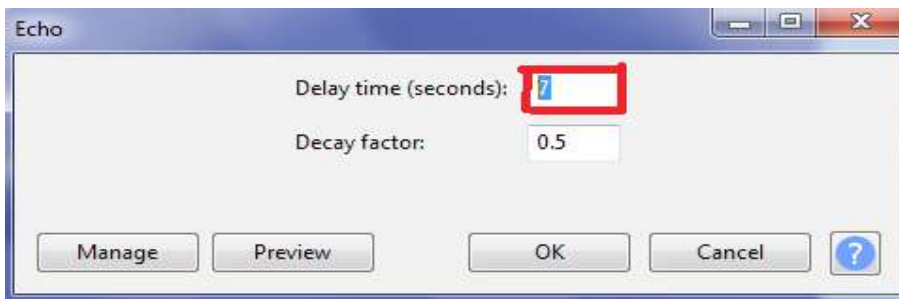 Echo
Delay time (seconds): 7
Decay factor: 0.5
Manage Preview OK Cancel ?